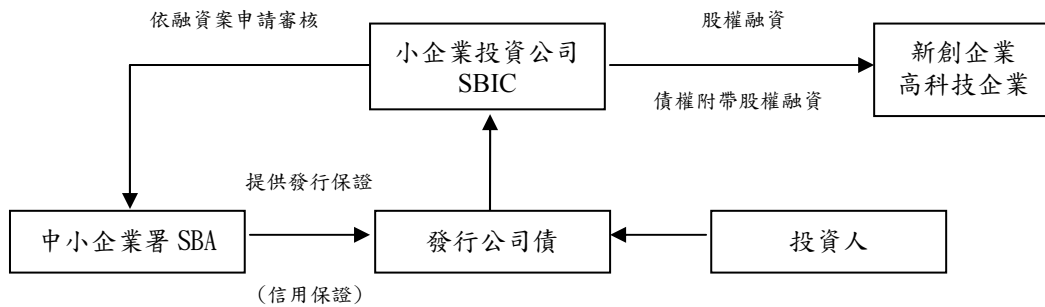 依融資案申請審核
股權融資
小企業投資公司
SBIC
新創企業
高科技企業
債權附帶股權融資
提供發行保證
中小企業署 SBA
發行公司債
投資人
(信用保證)